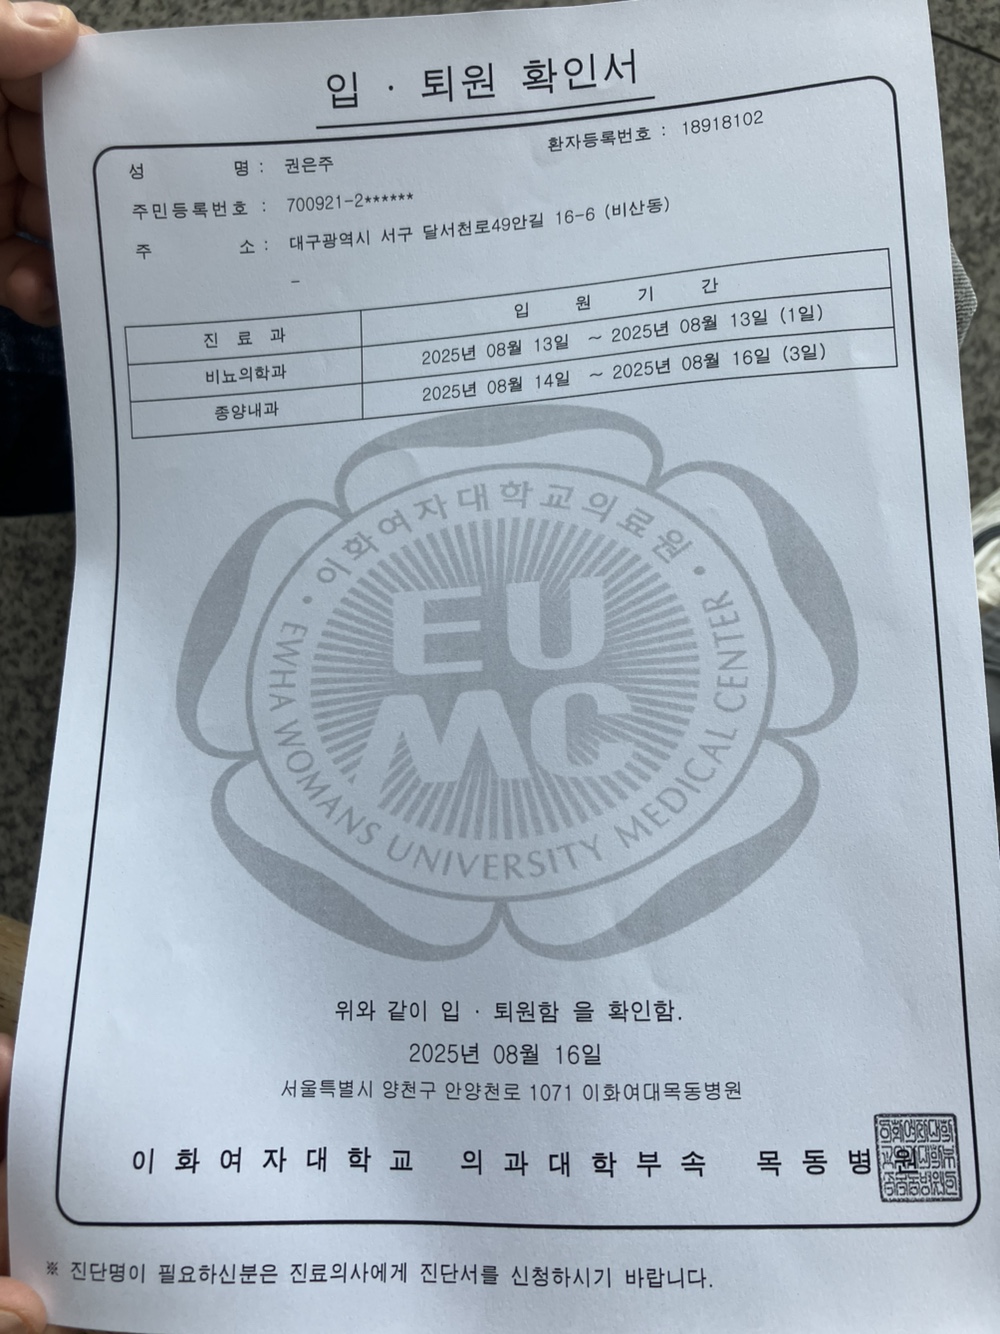 입 · 퇴원 확인서
환자등록번호 : 18918102
성 명 : 권은주
주민등록번호 : 700921-2******
주 소 : 대구광역시 서구 달서천로49안길 16-6 (비산동)
-
진 료 과 입 원 기 간
비뇨의학과 2025년 08월 13일 ~ 2025년 08월 13일 (1일)
종양내과 2025년 08월 14일 ~ 2025년 08월 16일 (3일)
• 이화여자대학교의료원 •
EU
MC
EWHA WOMANS UNIVERSITY MEDICAL CENTER
위와 같이 입 · 퇴원함 을 확인함.
2025년 08월 16일
서울특별시 양천구 안양천로 1071 이화여대목동병원
이 화 여 자 대 학 교 의 과 대 학 부 속 목 동 병 원
※ 진단명이 필요하신분은 진료의사에게 진단서를 신청하시기 바랍니다.